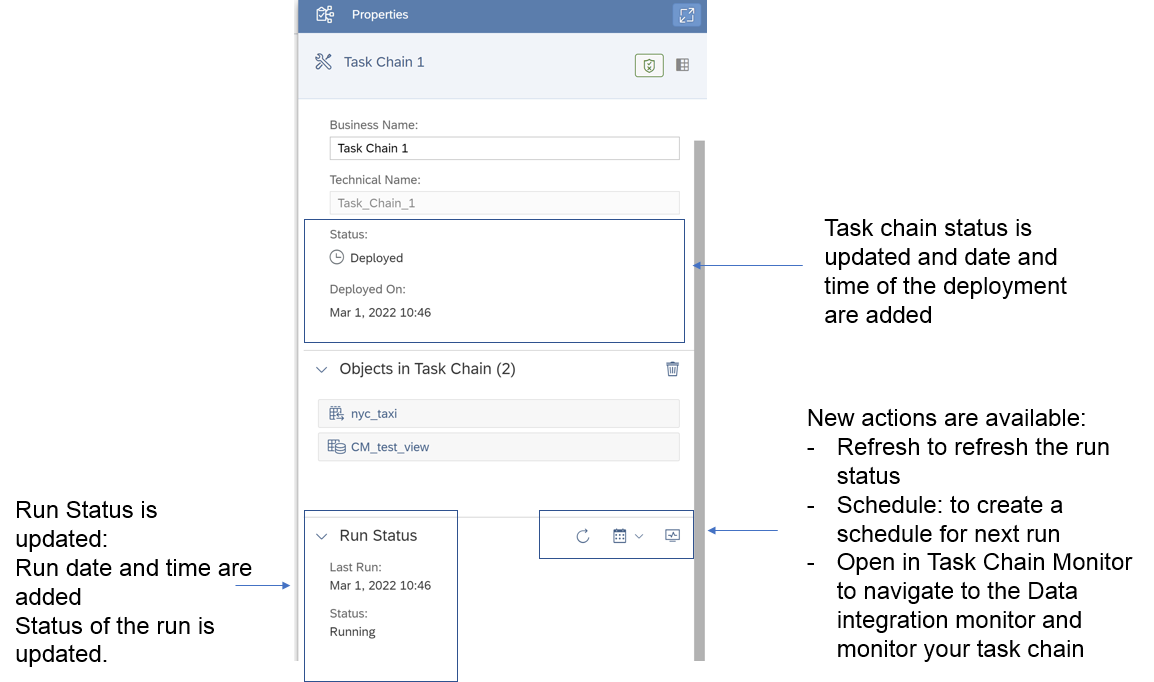 Properties
Task Chain 1
Business Name:
Task Chain 1
Technical Name:
Task_Chain_1
Status:
Deployed
Deployed On:
Mar 1, 2022 10:46
Task chain status is
updated and date and
time of the deployment
are added
Objects in Task Chain (2)
nyc_taxi
CM_test_view
New actions are available:
- Refresh to refresh the run
status
- Schedule: to create a
schedule for next run
- Open in Task Chain Monitor
to navigate to the Data
integration monitor and
monitor your task chain
Run Status is
updated:
Run date and time are
added
Status of the run is
updated.
Run Status
Last Run:
Mar 1, 2022 10:46
Status:
Running